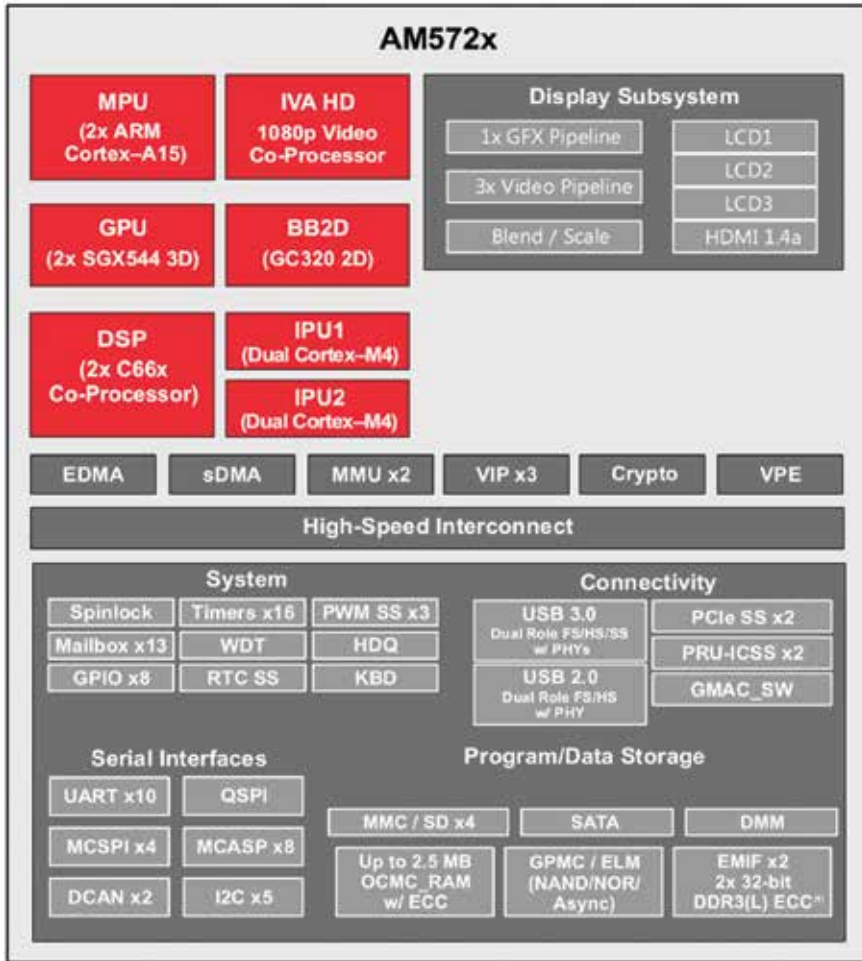 AM572x
MPU
(2x ARM
Cortex–A15)
IVA HD
1080p Video
Co-Processor
GPU
(2x SGX544 3D)
BB2D
(GC320 2D)
DSP
(2x C66x
Co-Processor)
IPU1
(Dual Cortex–M4)
IPU2
(Dual Cortex–M4)
Display Subsystem
1x GFX Pipeline
3x Video Pipeline
Blend / Scale
LCD1
LCD2
LCD3
HDMI 1.4a
EDMA
sDMA
MMU x2
VIP x3
Crypto
VPE
High-Speed Interconnect
System
Spinlock
Timers x16
PWM SS x3
Mailbox x13
WDT
HDQ
GPIO x8
RTC SS
KBD
Connectivity
USB 3.0
Dual Role FS/HS/SS
w/ PHYs
USB 2.0
Dual Role FS/HS
w/ PHY
PCIe SS x2
PRU-ICSS x2
GMAC_SW
Serial Interfaces
UART x10
QSPI
MCSPI x4
MCASP x8
DCAN x2
I2C x5
Program/Data Storage
MMC / SD x4
SATA
DMM
Up to 2.5 MB
OCMC_RAM
w/ ECC
GPMC / ELM
(NAND/NOR/
Async)
EMIF x2
2x 32-bit
DDR3(L) ECC